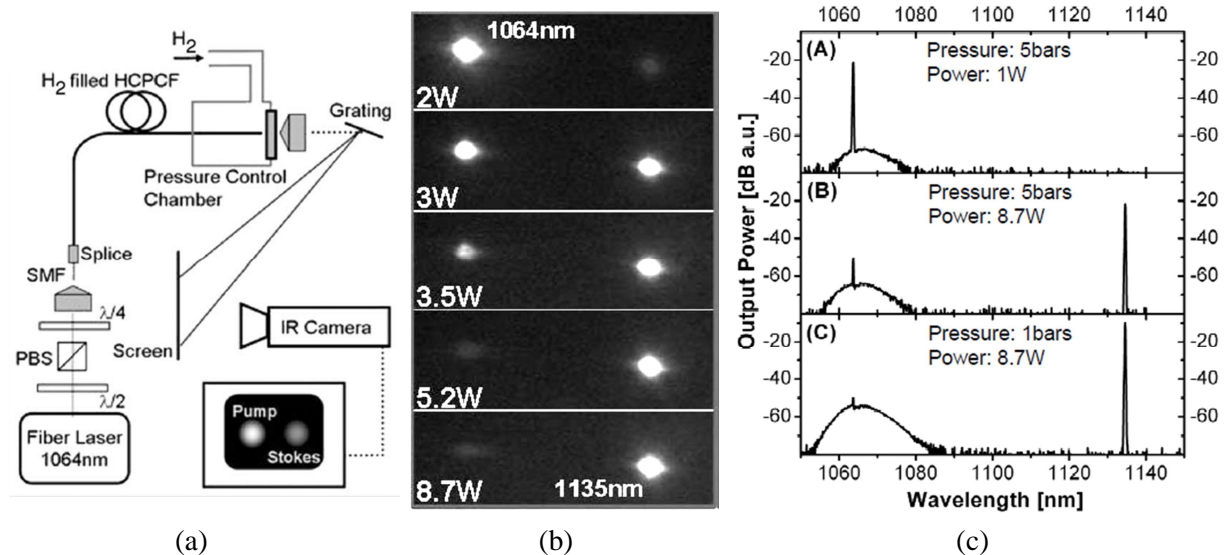 H2
H2 filled HCPCF
Grating
Pressure Control
Chamber
Splice
SMF
λ/4
PBS
λ/2
Screen
IR Camera
Fiber Laser
1064nm
Pump
Stokes
(a)
1064nm
2W
3W
3.5W
5.2W
8.7W
1135nm
(b)
1060 1080 1100 1120 1140
(A)
Pressure: 5bars
Power: 1W
-20 -20
-40 -40
-60 -60
(B)
Pressure: 5bars
Power: 8.7W
-20 -20
-40 -40
-60 -60
(C)
Pressure: 1bars
Power: 8.7W
-20 -20
-40 -40
-60 -60
Output Power [dB a.u.]
1060 1080 1100 1120 1140
Wavelength [nm]
(c)